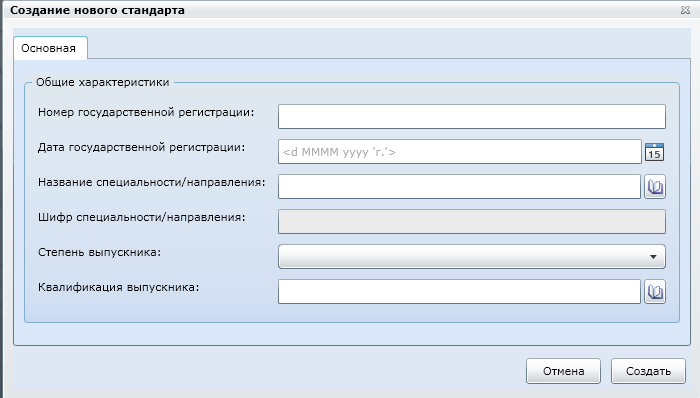 Создание нового стандарта
Основная
Общие характеристики
Номер государственной регистрации:
Дата государственной регистрации: <d MMMM yyyy 'г.'> 15
Название специальности/направления:
Шифр специальности/направления:
Степень выпускника:
Квалификация выпускника:
Отмена Создать